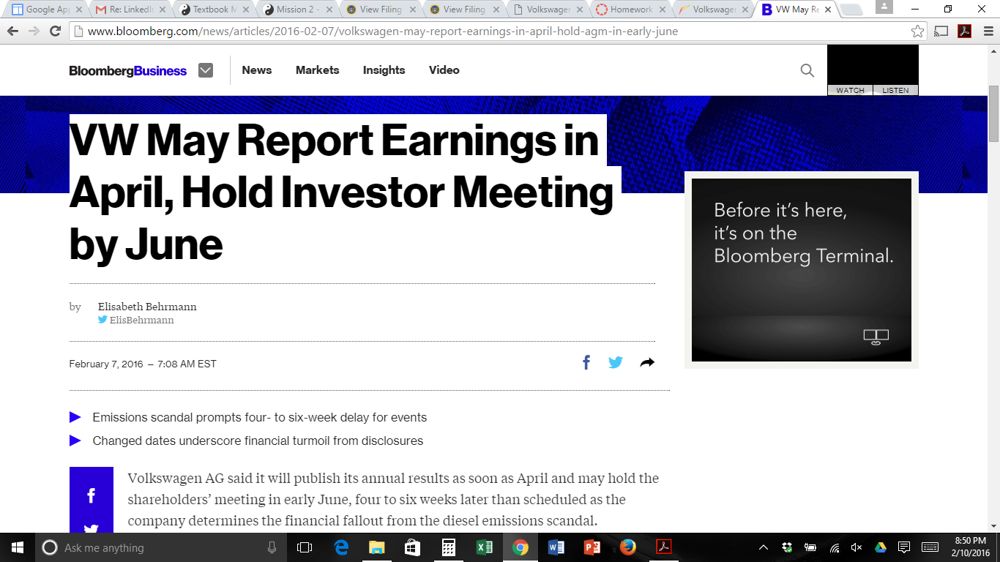 Google Ap
Re: LinkedIn
Textbook M
Mission 2 -
View Filing
View Filing
Volkswagen
Homework
Volkswagen
VW May Re
www.bloomberg.com/news/articles/2016-02-07/volkswagen-may-report-earnings-in-april-hold-agm-in-early-june
BloombergBusiness
News
Markets
Insights
Video
WATCH
LISTEN
VW May Report Earnings in
April, Hold Investor Meeting
by June
Before it's here,
it's on the
Bloomberg Terminal.
by Elisabeth Behrmann
ElisBehrmann
February 7, 2016 – 7:08 AM EST
Emissions scandal prompts four- to six-week delay for events
Changed dates underscore financial turmoil from disclosures
Volkswagen AG said it will publish its annual results as soon as April and may hold the
shareholders' meeting in early June, four to six weeks later than scheduled as the
company determines the financial fallout from the diesel emissions scandal.
Ask me anything
8:50 PM
2/10/2016